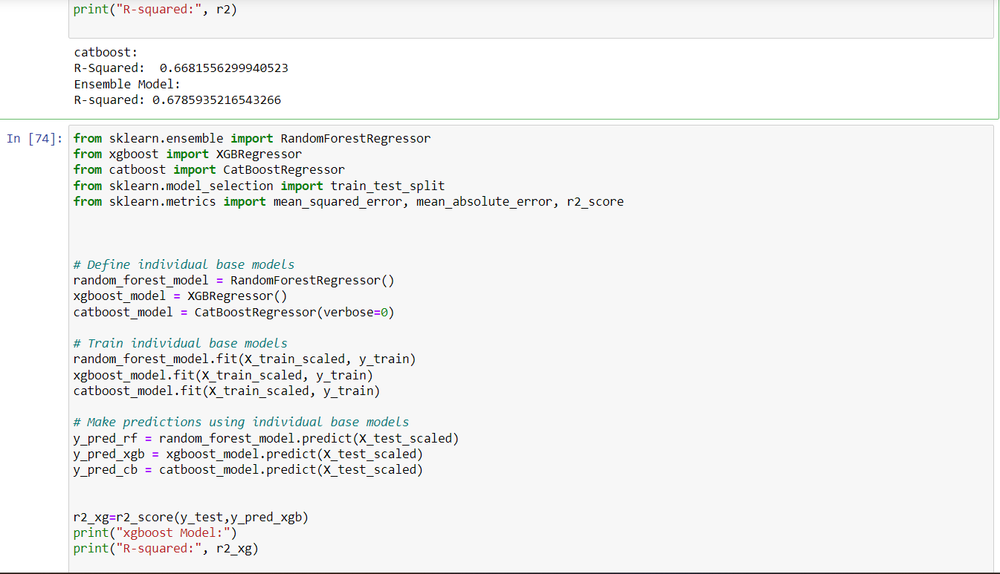 print("R-squared:", r2)
catboost:
R-Squared:  0.6681556299940523
Ensemble Model:
R-squared: 0.6785935216543266
In [74]: from sklearn.ensemble import RandomForestRegressor
from xgboost import XGBRegressor
from catboost import CatBoostRegressor
from sklearn.model_selection import train_test_split
from sklearn.metrics import mean_squared_error, mean_absolute_error, r2_score
# Define individual base models
random_forest_model = RandomForestRegressor()
xgboost_model = XGBRegressor()
catboost_model = CatBoostRegressor(verbose=0)
# Train individual base models
random_forest_model.fit(X_train_scaled, y_train)
xgboost_model.fit(X_train_scaled, y_train)
catboost_model.fit(X_train_scaled, y_train)
# Make predictions using individual base models
y_pred_rf = random_forest_model.predict(X_test_scaled)
y_pred_xgb = xgboost_model.predict(X_test_scaled)
y_pred_cb = catboost_model.predict(X_test_scaled)
r2_xg=r2_score(y_test,y_pred_xgb)
print("xgboost Model:")
print("R-squared:", r2_xg)